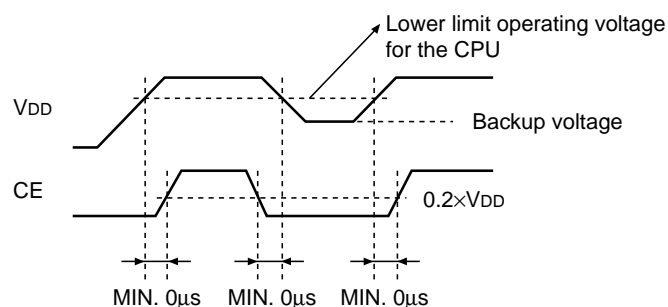 Lower limit operating voltage
for the CPU
VDD
Backup voltage
CE
0.2×VDD
MIN. 0μs MIN. 0μs MIN. 0μs